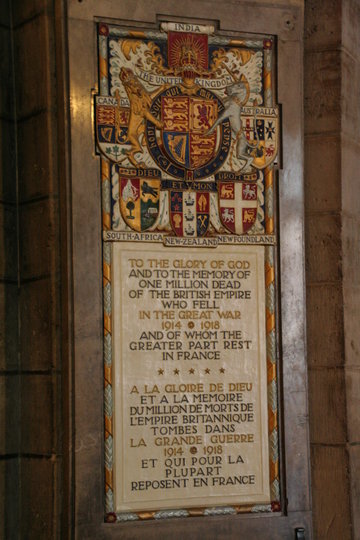 INDIA
THE UNITED KINGDOM
CANADA
AUSTRALIA
DIEU
DROIT
ET MON
SOUTH-AFRICA
NEW-ZEALAND
NEWFOUNDLAND
TO THE GLORY OF GOD
AND TO THE MEMORY OF
ONE MILLION DEAD
OF THE BRITISH EMPIRE
WHO FELL
IN THE GREAT WAR
1914 1918
AND OF WHOM THE
GREATER PART REST
IN FRANCE
A LA GLOIRE DE DIEU
ET A LA MEMOIRE
DU MILLION DE MORTS DE
L'EMPIRE BRITANNIQUE
TOMBES DANS
LA GRANDE GUERRE
1914 1918
ET QUI POUR LA
PLUPART
REPOSENT EN FRANCE